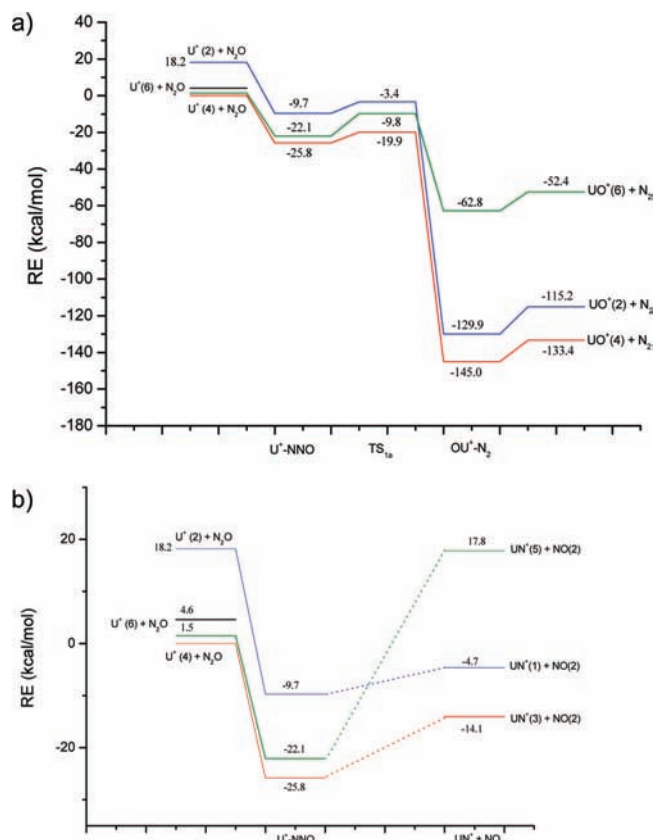 a)
40
20
0
-20
-40
-60
-80
-100
-120
-140
-160
-180
RE (kcal/mol)
U⁺(2) + N₂O
18.2
U⁺(6) + N₂O
U⁺(4) + N₂O
-9.7
-22.1
-25.8
-3.4
-9.8
-19.9
-62.8
-52.4
UO⁺(6) + N₂
-129.9
-115.2
UO⁺(2) + N₂
-145.0
-133.4
UO⁺(4) + N₂
U⁺-NNO
TS₁ₐ
OU⁺-N₂
b)
20
0
-20
RE (kcal/mol)
U⁺ (2) + N₂O
18.2
4.6
U⁺ (6) + N₂O
1.5
U⁺ (4) + N₂O
-9.7
-22.1
-25.8
17.8
UN⁺(5) + NO(2)
-4.7
UN⁺(1) + NO(2)
-14.1
UN⁺(3) + NO(2)
U⁺-NNO
UN⁺ + NO